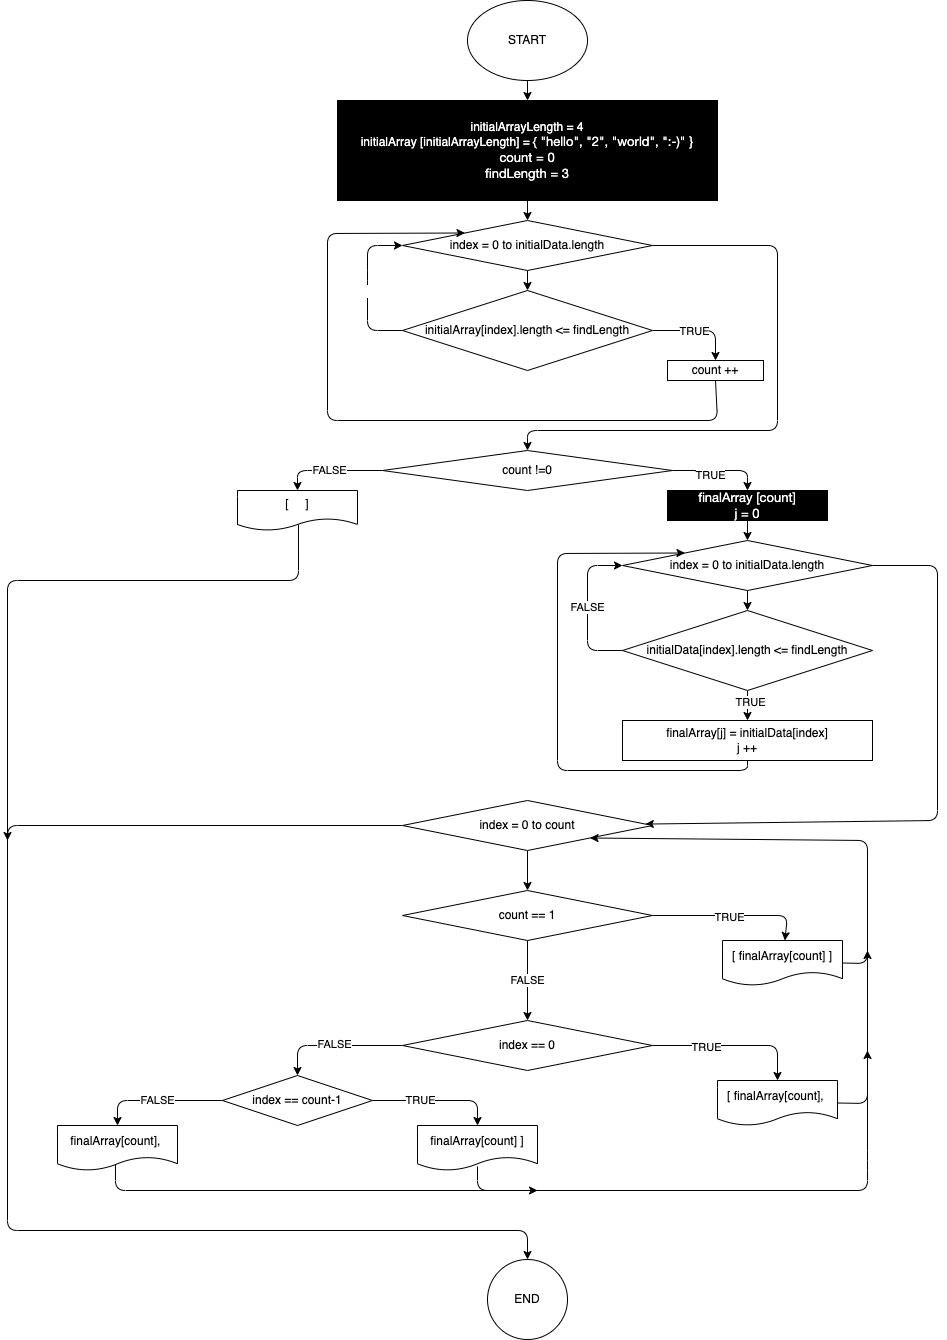 START
initialArrayLength = 4
initialArray [initialArrayLength] = { "hello", "2", "world", ":-)" }
count = 0
findLength = 3
index = 0 to initialData.length
initialArray[index].length <= findLength
TRUE
count ++
count !=0
FALSE
TRUE
[ ]
finalArray [count]
j = 0
index = 0 to initialData.length
FALSE
initialData[index].length <= findLength
TRUE
finalArray[j] = initialData[index]
j ++
index = 0 to count
count == 1
TRUE
[ finalArray[count] ]
FALSE
index == 0
FALSE
TRUE
[ finalArray[count],
index == count-1
FALSE
TRUE
finalArray[count],
finalArray[count] ]
END